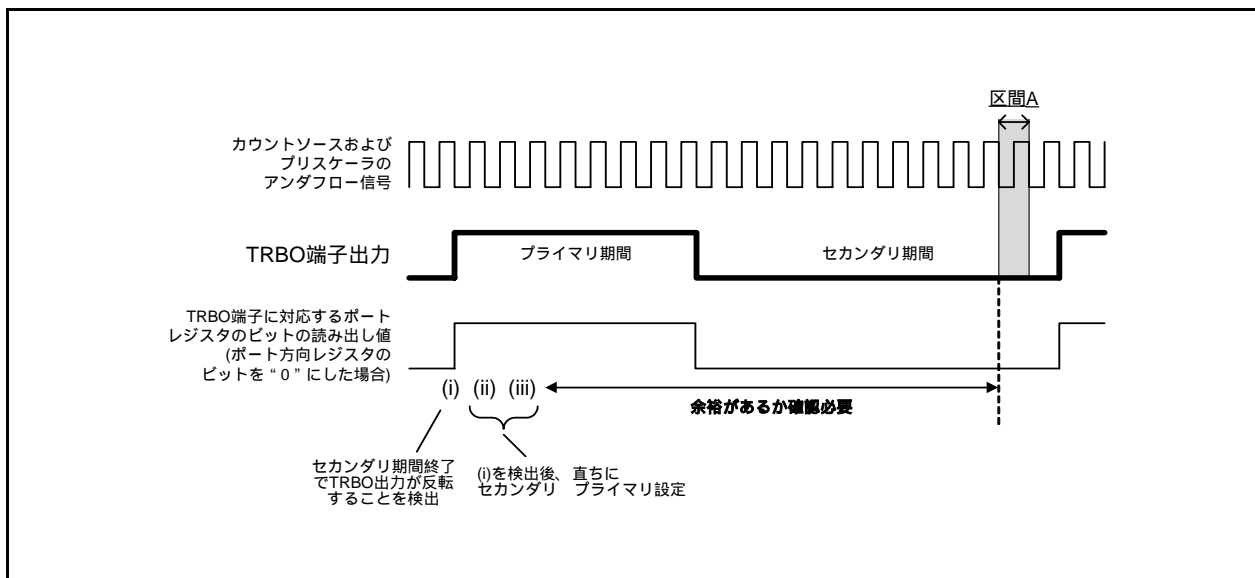 区間A
カウントソースおよび
プリスケーラの
アンダフロー信号
TRBO端子出力
プライマリ期間
セカンダリ期間
TRBO端子に対応するポート
レジスタのビットの読み出し値
(ポート方向レジスタの
ビットを“0”にした場合)
(i) (ii) (iii)
余裕があるか確認必要
セカンダリ期間終了
でTRBO出力が反転
することを検出
(i)を検出後、直ちに
セカンダリ プライマリ設定